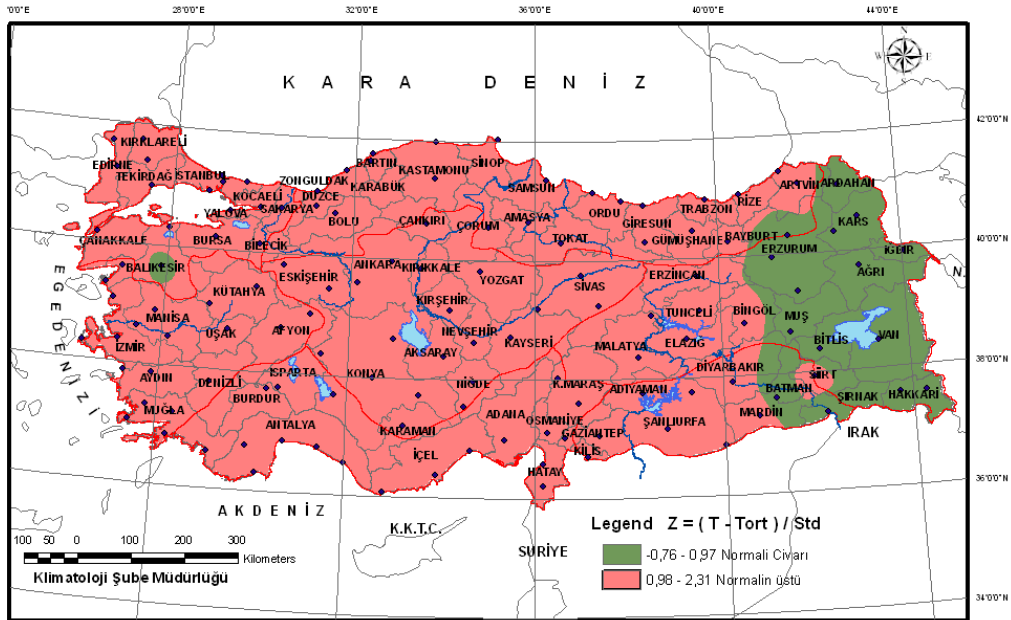 0°0'E 28°0'0"E 32°0'0"E 36°0'0"E 40°0'0"E 44°0'0"E
W E
S
KARA DENİZ
42°0'0"N
KIRKLARELİ
EDİRNE
TEKİRDAĞ İSTANBUL
KOCAELİ
YALOVA
SAKARYA
DÜZCE
ZONGULDAK
BARTIN
KARABÜK
KASTAMONU
SİNOP
SAMSUN
ORDU
GİRESUN
TRABZON
RİZE
ARTVİN
ARDAHAN
KARS
IĞDIR
AĞRI
N
40°0'0"N
ÇANAKKALE
BURSA
BİLECİK
BOLU
ÇANKIRI
ÇORUM
AMASYA
TOKAT
GÜMÜŞHANE
BAYBURT
ERZURUM
BALIKESİR
ESKİŞEHİR
ANKARA
KIRIKKALE
YOZGAT
SİVAS
ERZİNCAN
EGE DENİZİ
KÜTAHYA
MANİSA
UŞAK
AFYON
KIRŞEHİR
NEVŞEHİR
KAYSERİ
TUNCELİ
BİNGÖL
MUŞ
BİTLİS
VAN
İZMİR
AKSARAY
MALATYA
ELAZIĞ
DİYARBAKIR
SİİRT
38°0'0"N
AYDIN
DENİZLİ
ISPARTA
BURDUR
KONYA
NİĞDE
K.MARAŞ
ADIYAMAN
BATMAN
MARDİN
ŞIRNAK
HAKKARİ
MUĞLA
ANTALYA
KARAMAN
ADANA
OSMANİYE
GAZİANTEP
ŞANLIURFA
KİLİS
İÇEL
HATAY
IRAK
36°0'0"N
AKDENİZ
K.K.T.C.
SURİYE
Legend Z = ( T - Tort ) / Std
-0,76 - 0,97 Normali Civarı
0,98 - 2,31 Normalin üstü
100 50 0 100 200 300
Kilometers
Klimatoloji Şube Müdürlüğü
34°0'0"N